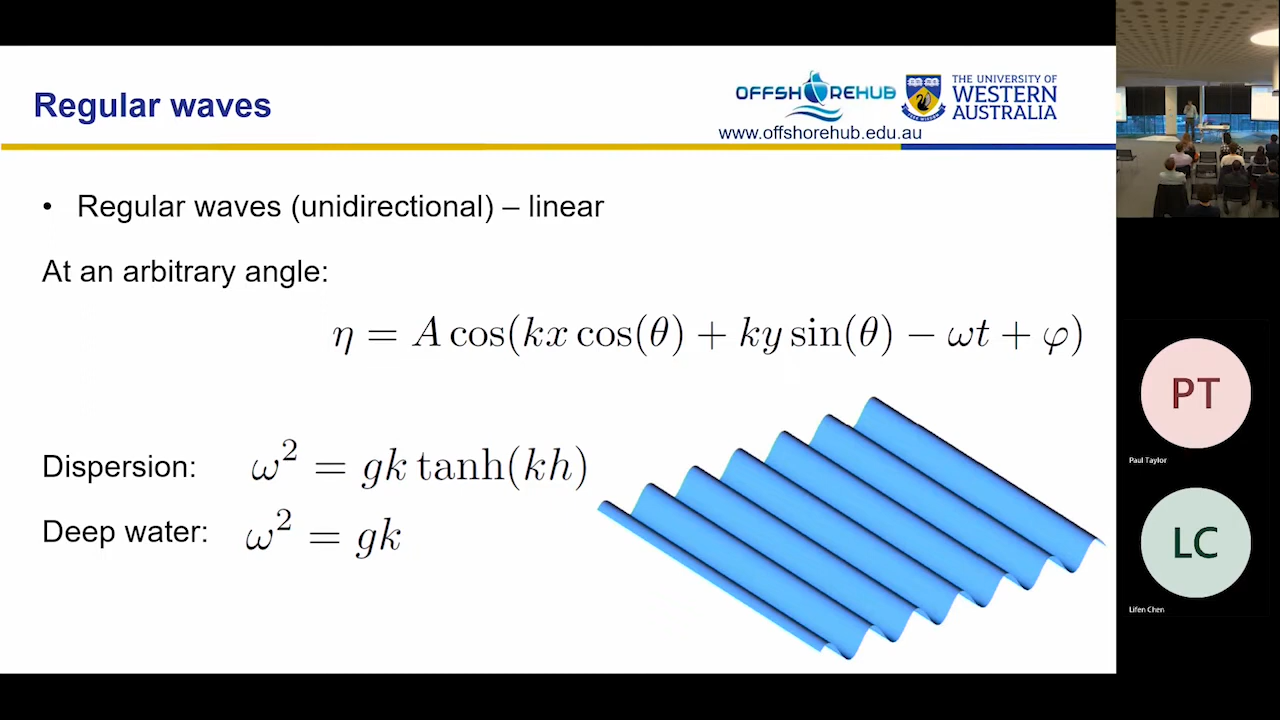 Regular waves
OFFSHOREHUB
www.offshorehub.edu.au
THE UNIVERSITY OF
WESTERN
AUSTRALIA
• Regular waves (unidirectional) – linear
At an arbitrary angle:
η = A cos(kx cos(θ) + ky sin(θ) − ωt + φ)
Dispersion: ω² = gk tanh(kh)
Deep water: ω² = gk
PT
Paul Taylor
LC
Lifen Chen